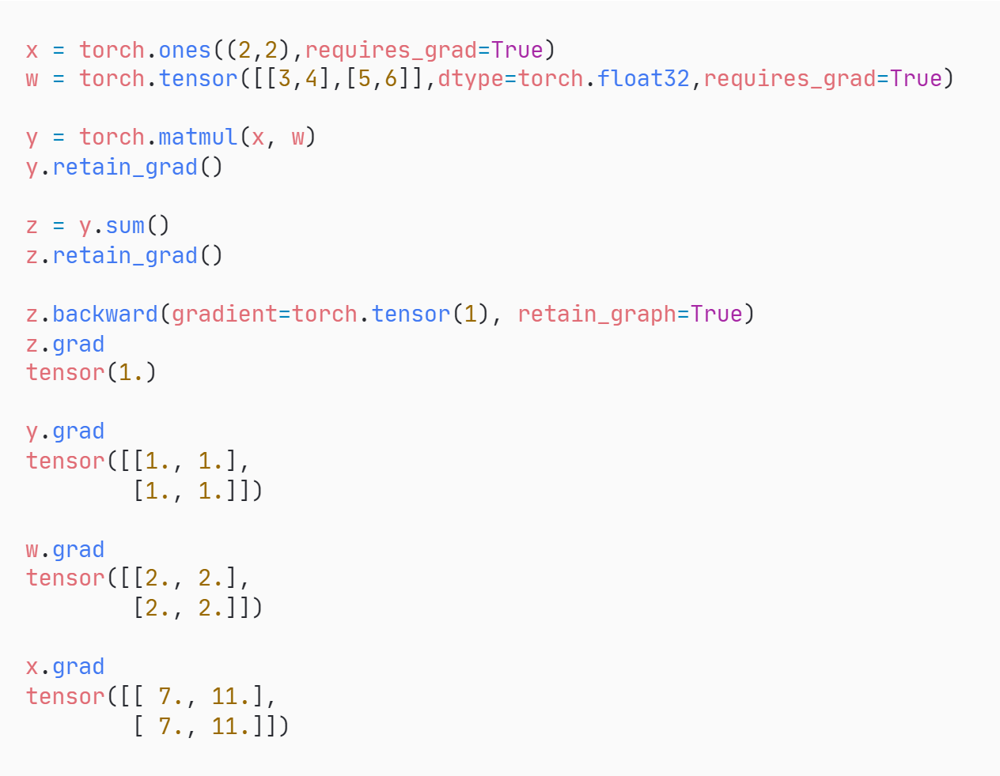 x = torch.ones((2,2),requires_grad=True)
w = torch.tensor([[3,4],[5,6]],dtype=torch.float32,requires_grad=True)

y = torch.matmul(x, w)
y.retain_grad()

z = y.sum()
z.retain_grad()

z.backward(gradient=torch.tensor(1), retain_graph=True)
z.grad
tensor(1.)

y.grad
tensor([[1., 1.],
        [1., 1.]])

w.grad
tensor([[2., 2.],
        [2., 2.]])

x.grad
tensor([[ 7., 11.],
        [ 7., 11.]])